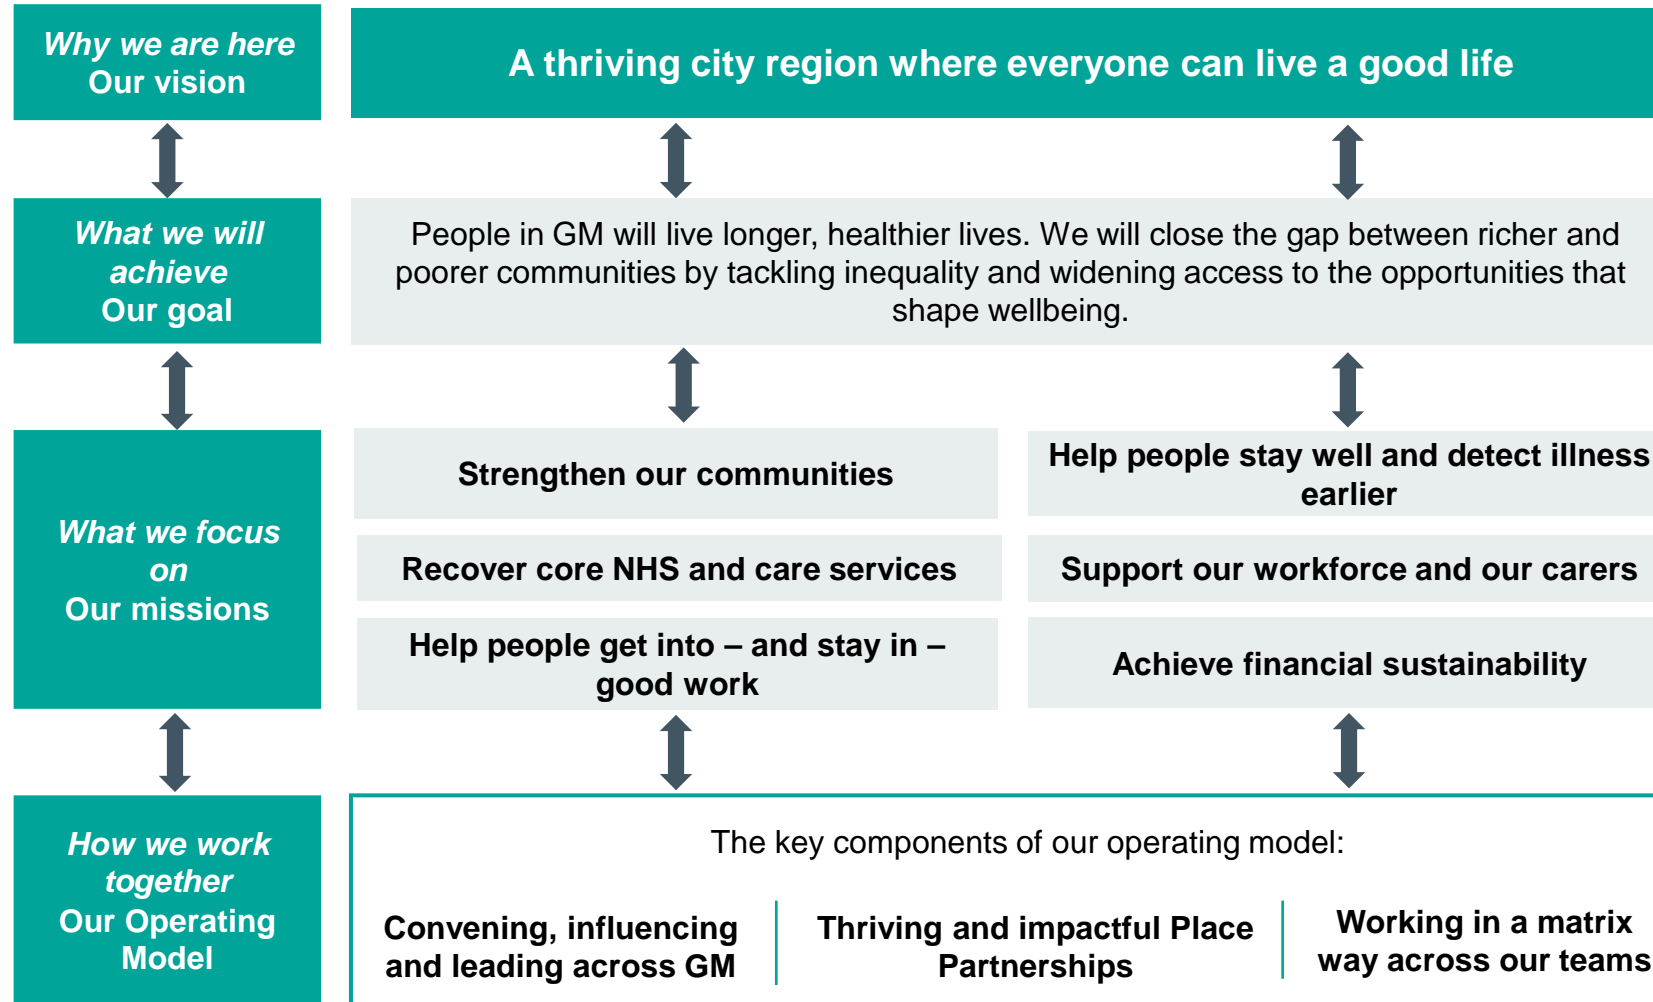 Why we are here
Our vision
A thriving city region where everyone can live a good life
What we will
achieve
Our goal
People in GM will live longer, healthier lives. We will close the gap between richer and
poorer communities by tackling inequality and widening access to the opportunities that
shape wellbeing.
What we focus
on
Our missions
Strengthen our communities
Help people stay well and detect illness
earlier
Recover core NHS and care services
Support our workforce and our carers
Help people get into – and stay in –
good work
Achieve financial sustainability
How we work
together
Our Operating
Model
The key components of our operating model:
Convening, influencing
and leading across GM
Thriving and impactful Place
Partnerships
Working in a matrix
way across our teams